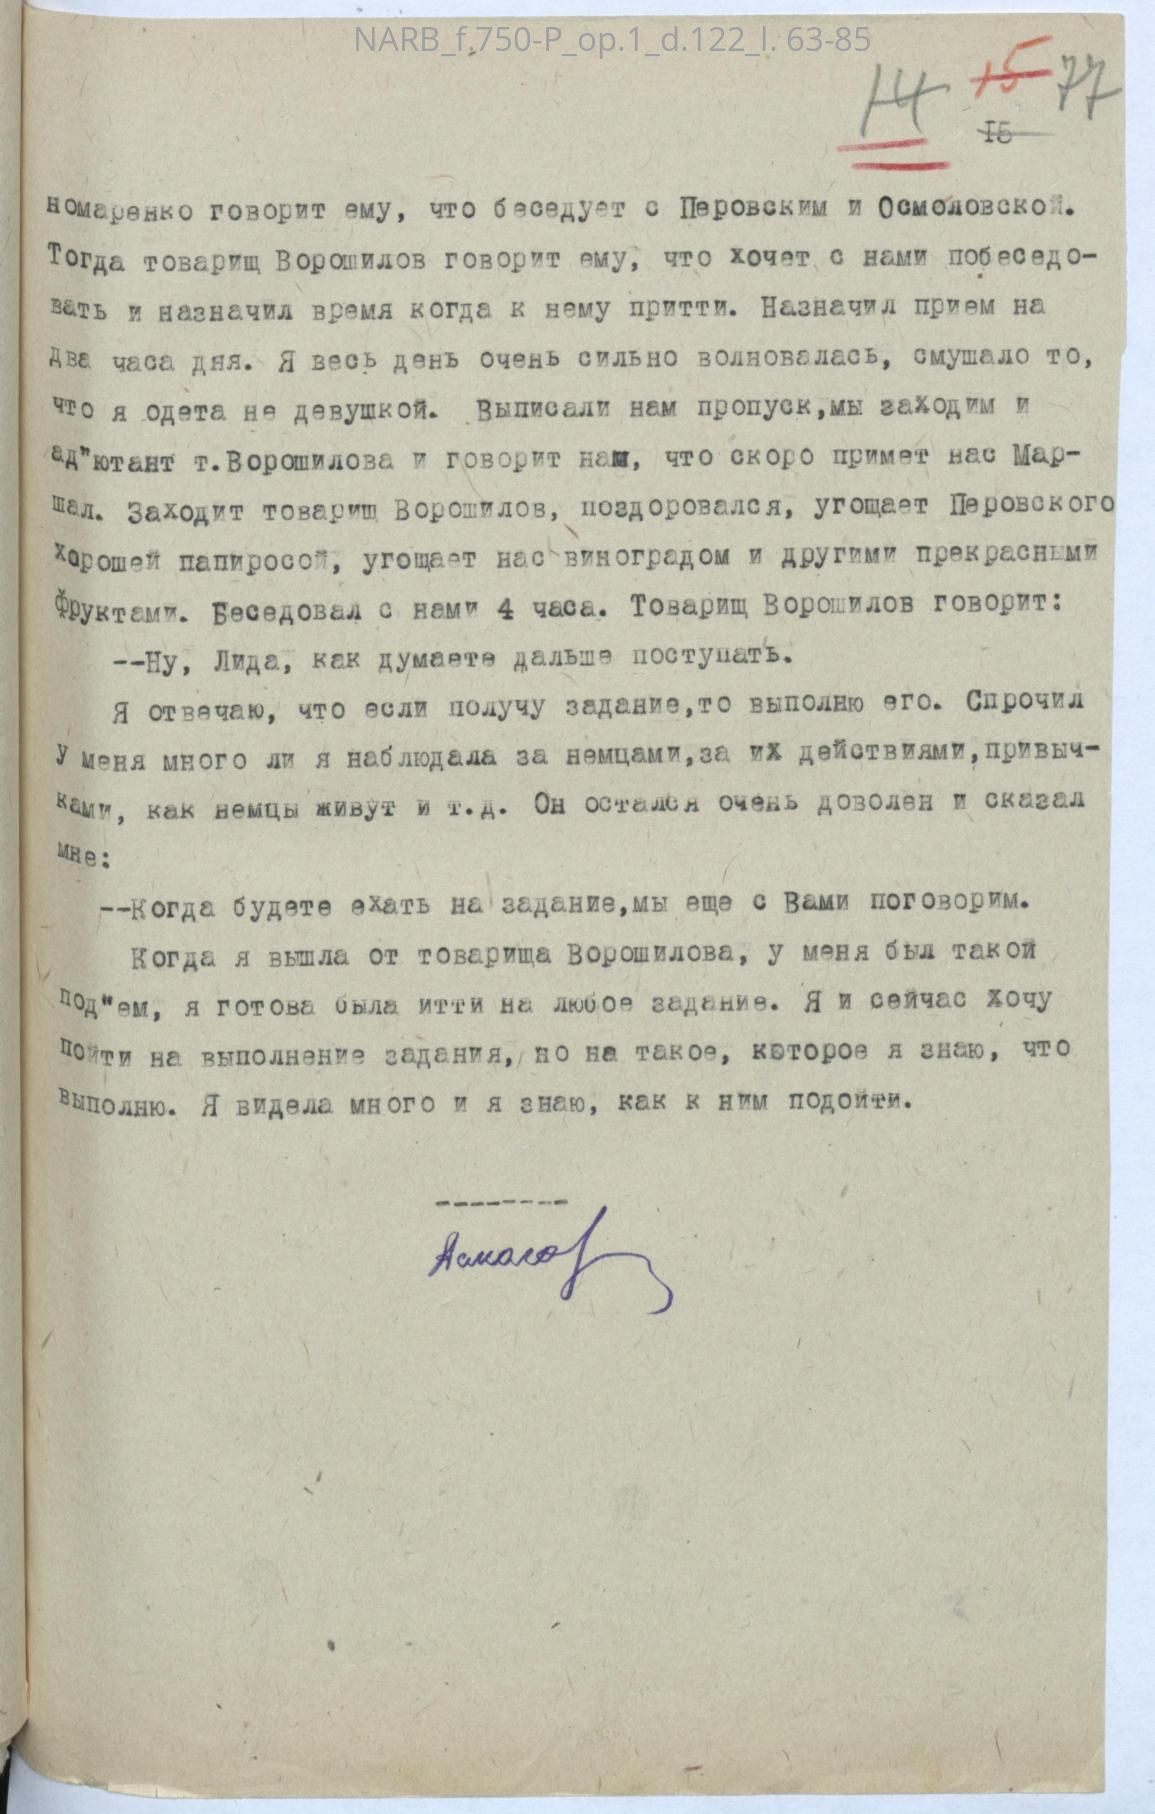 NARB_f.750-P_op.1_d.122_l. 63-85
14 15 77
15
номаренко говорит ему, что беседует с Перовским и Осмоловской.
Тогда товарищ Ворошилов говорит ему, что хочет с нами побеседо-
вать и назначил время когда к нему притти. Назначил прием на
два часа дня. Я весь день очень сильно волновалась, смушало то,
что я одета не девушкой. Выписали нам пропуск,мы заходим и
ад"ютант т.Ворошилова и говорит нам, что скоро примет нас Мар-
шал. Заходит товарищ Ворошилов, поздоровался, угощает Перовского
хорошей папиросой, угощает нас виноградом и другими прекрасными
фруктами. Беседовал с нами 4 часа. Товарищ Ворошилов говорит:
--Ну, Лида, как думаете дальше поступать.
Я отвечаю, что если получу задание,то выполню его. Спрочил
у меня много ли я наблюдала за немцами,за их действиями,привыч-
ками, как немцы живут и т.д. Он остался очень доволен и сказал
мне:
--Когда будете ехать на задание,мы еще с Вами поговорим.
Когда я вышла от товарища Ворошилова, у меня был такой
под"ем, я готова была итти на любое задание. Я и сейчас хочу
пойти на выполнение задания, но на такое, которое я знаю, что
выполню. Я видела много и я знаю, как к ним подойти.
--------